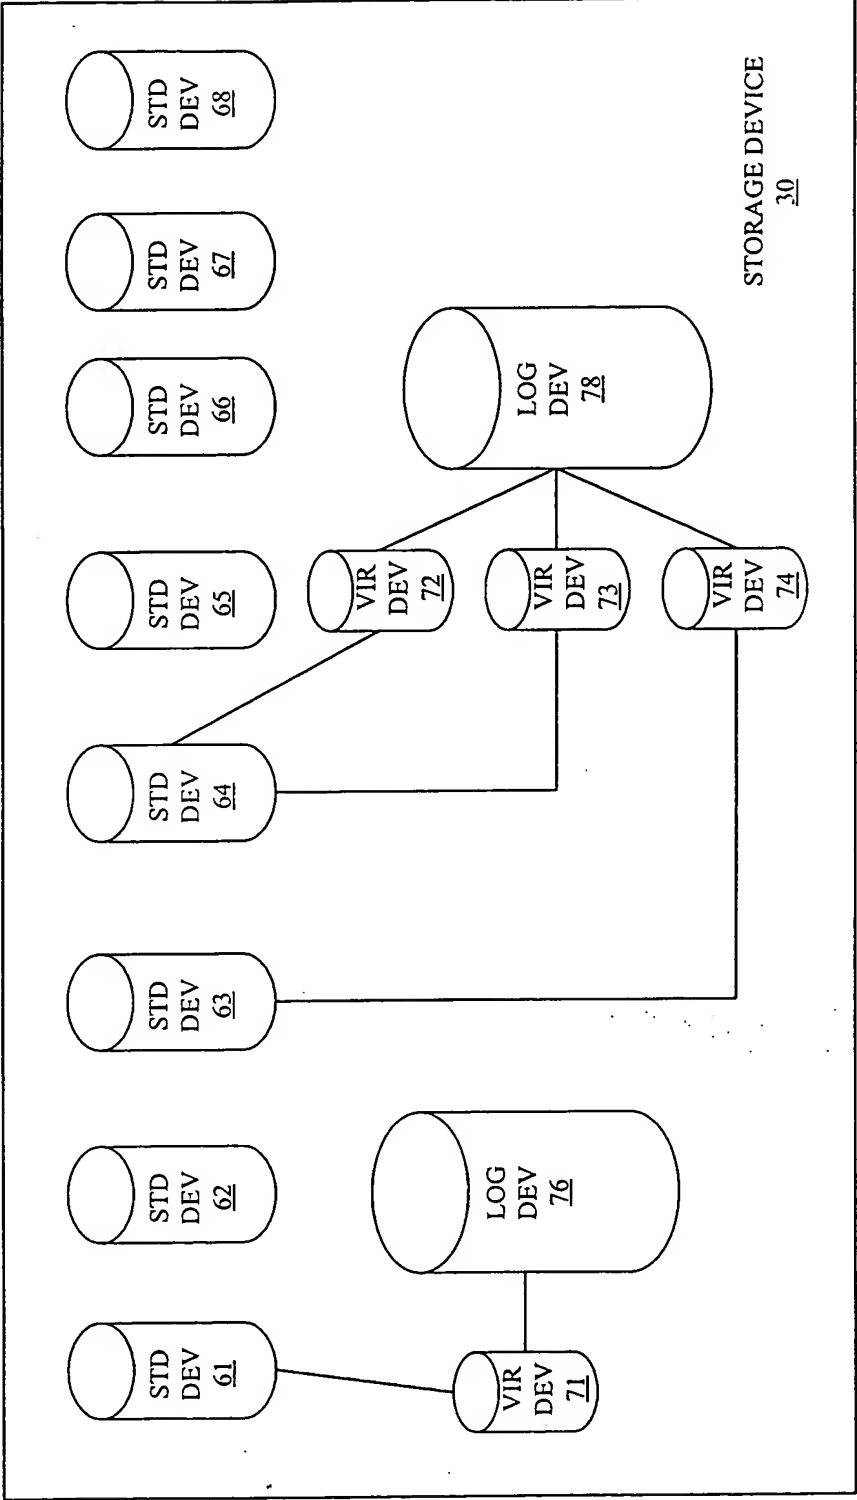 STD
DEV
61
STD
DEV
62
STD
DEV
63
STD
DEV
64
STD
DEV
65
STD
DEV
66
STD
DEV
67
STD
DEV
68
VIR
DEV
71
LOG
DEV
76
VIR
DEV
72
VIR
DEV
73
VIR
DEV
74
LOG
DEV
78
STORAGE DEVICE
30